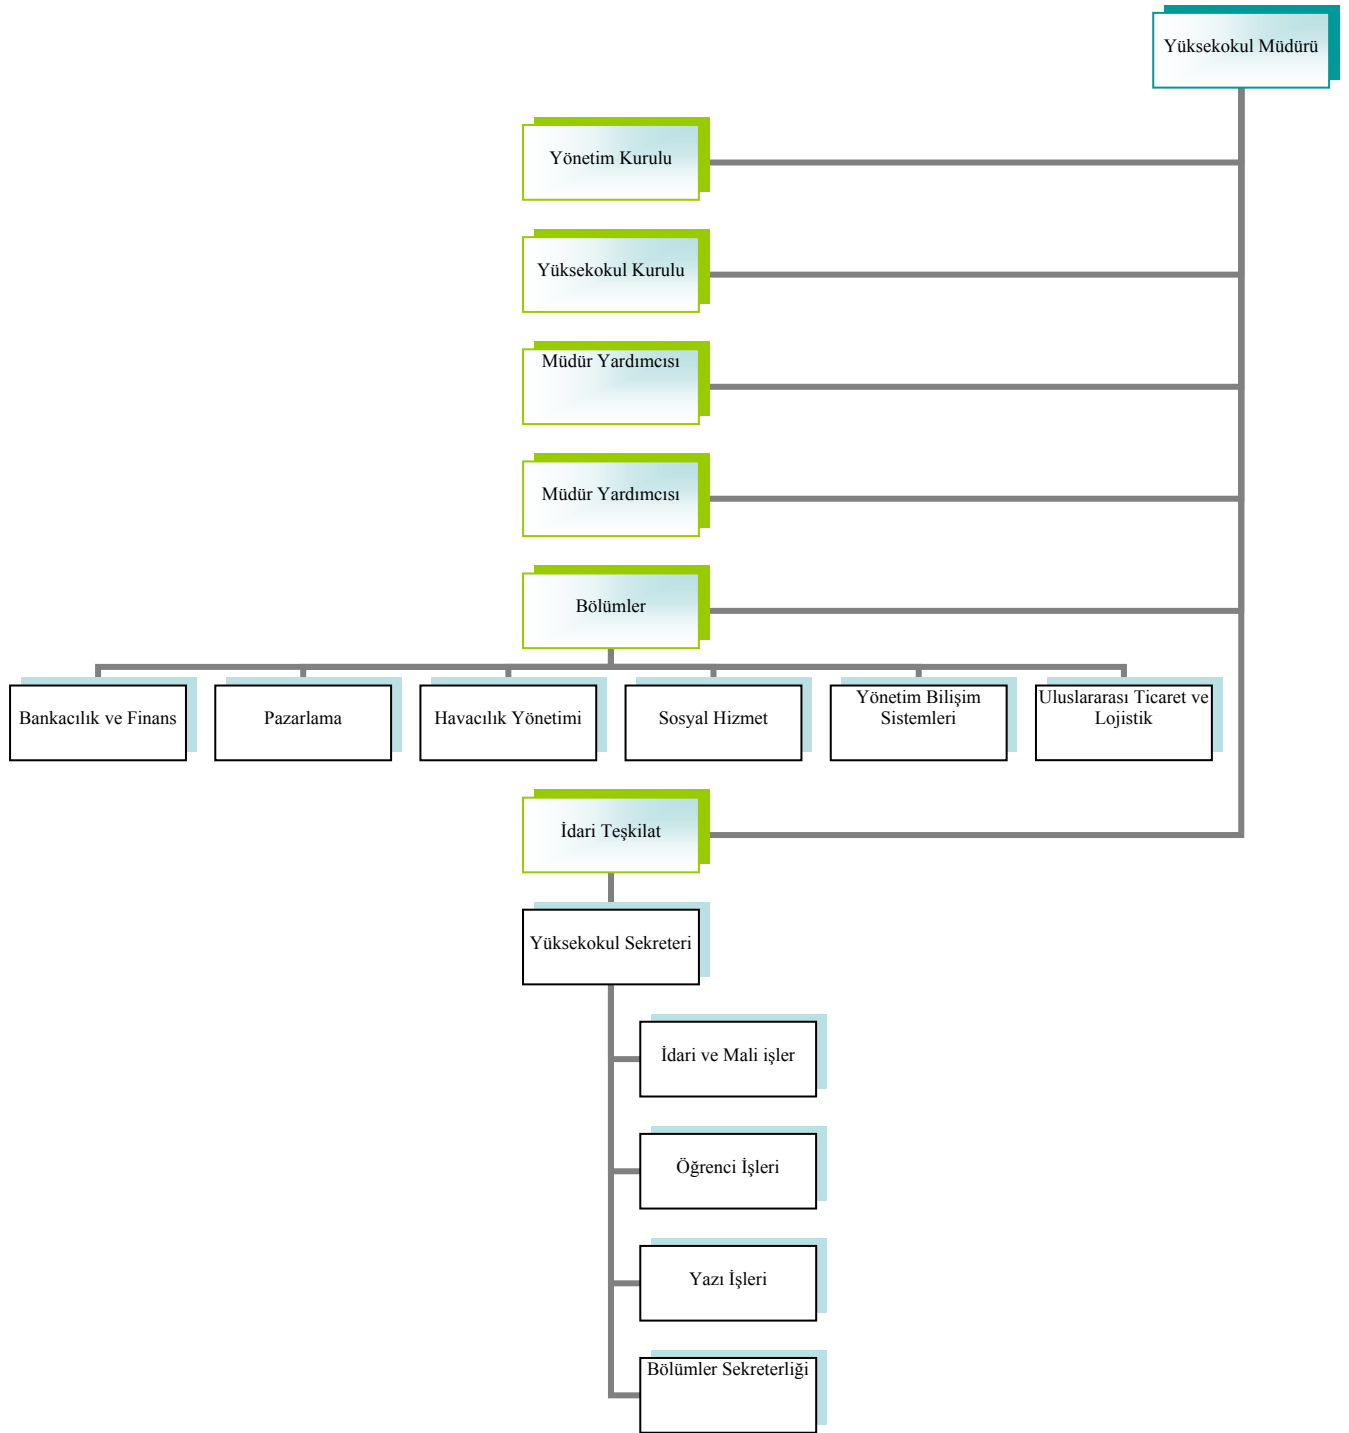 Yüksekokul Müdürü
Yönetim Kurulu
Yüksekokul Kurulu
Müdür Yardımcısı
Müdür Yardımcısı
Bölümler
Bankacılık ve Finans
Pazarlama
Havacılık Yönetimi
Sosyal Hizmet
Yönetim Bilişim
Sistemleri
Uluslararası Ticaret ve
Lojistik
İdari Teşkilat
Yüksekokul Sekreteri
İdari ve Mali işler
Öğrenci İşleri
Yazı İşleri
Bölümler Sekreterliği